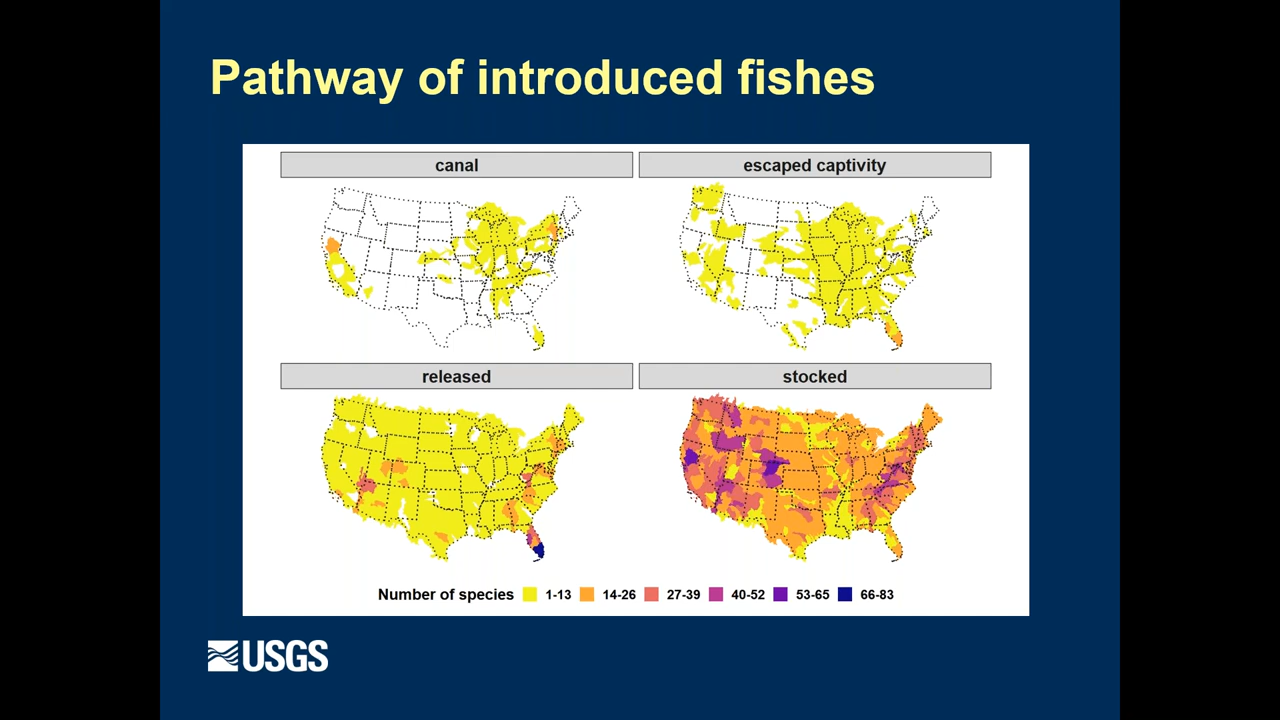 Pathway of introduced fishes
canal
escaped captivity
released
stocked
Number of species 1-13 14-26 27-39 40-52 53-65 66-83
USGS